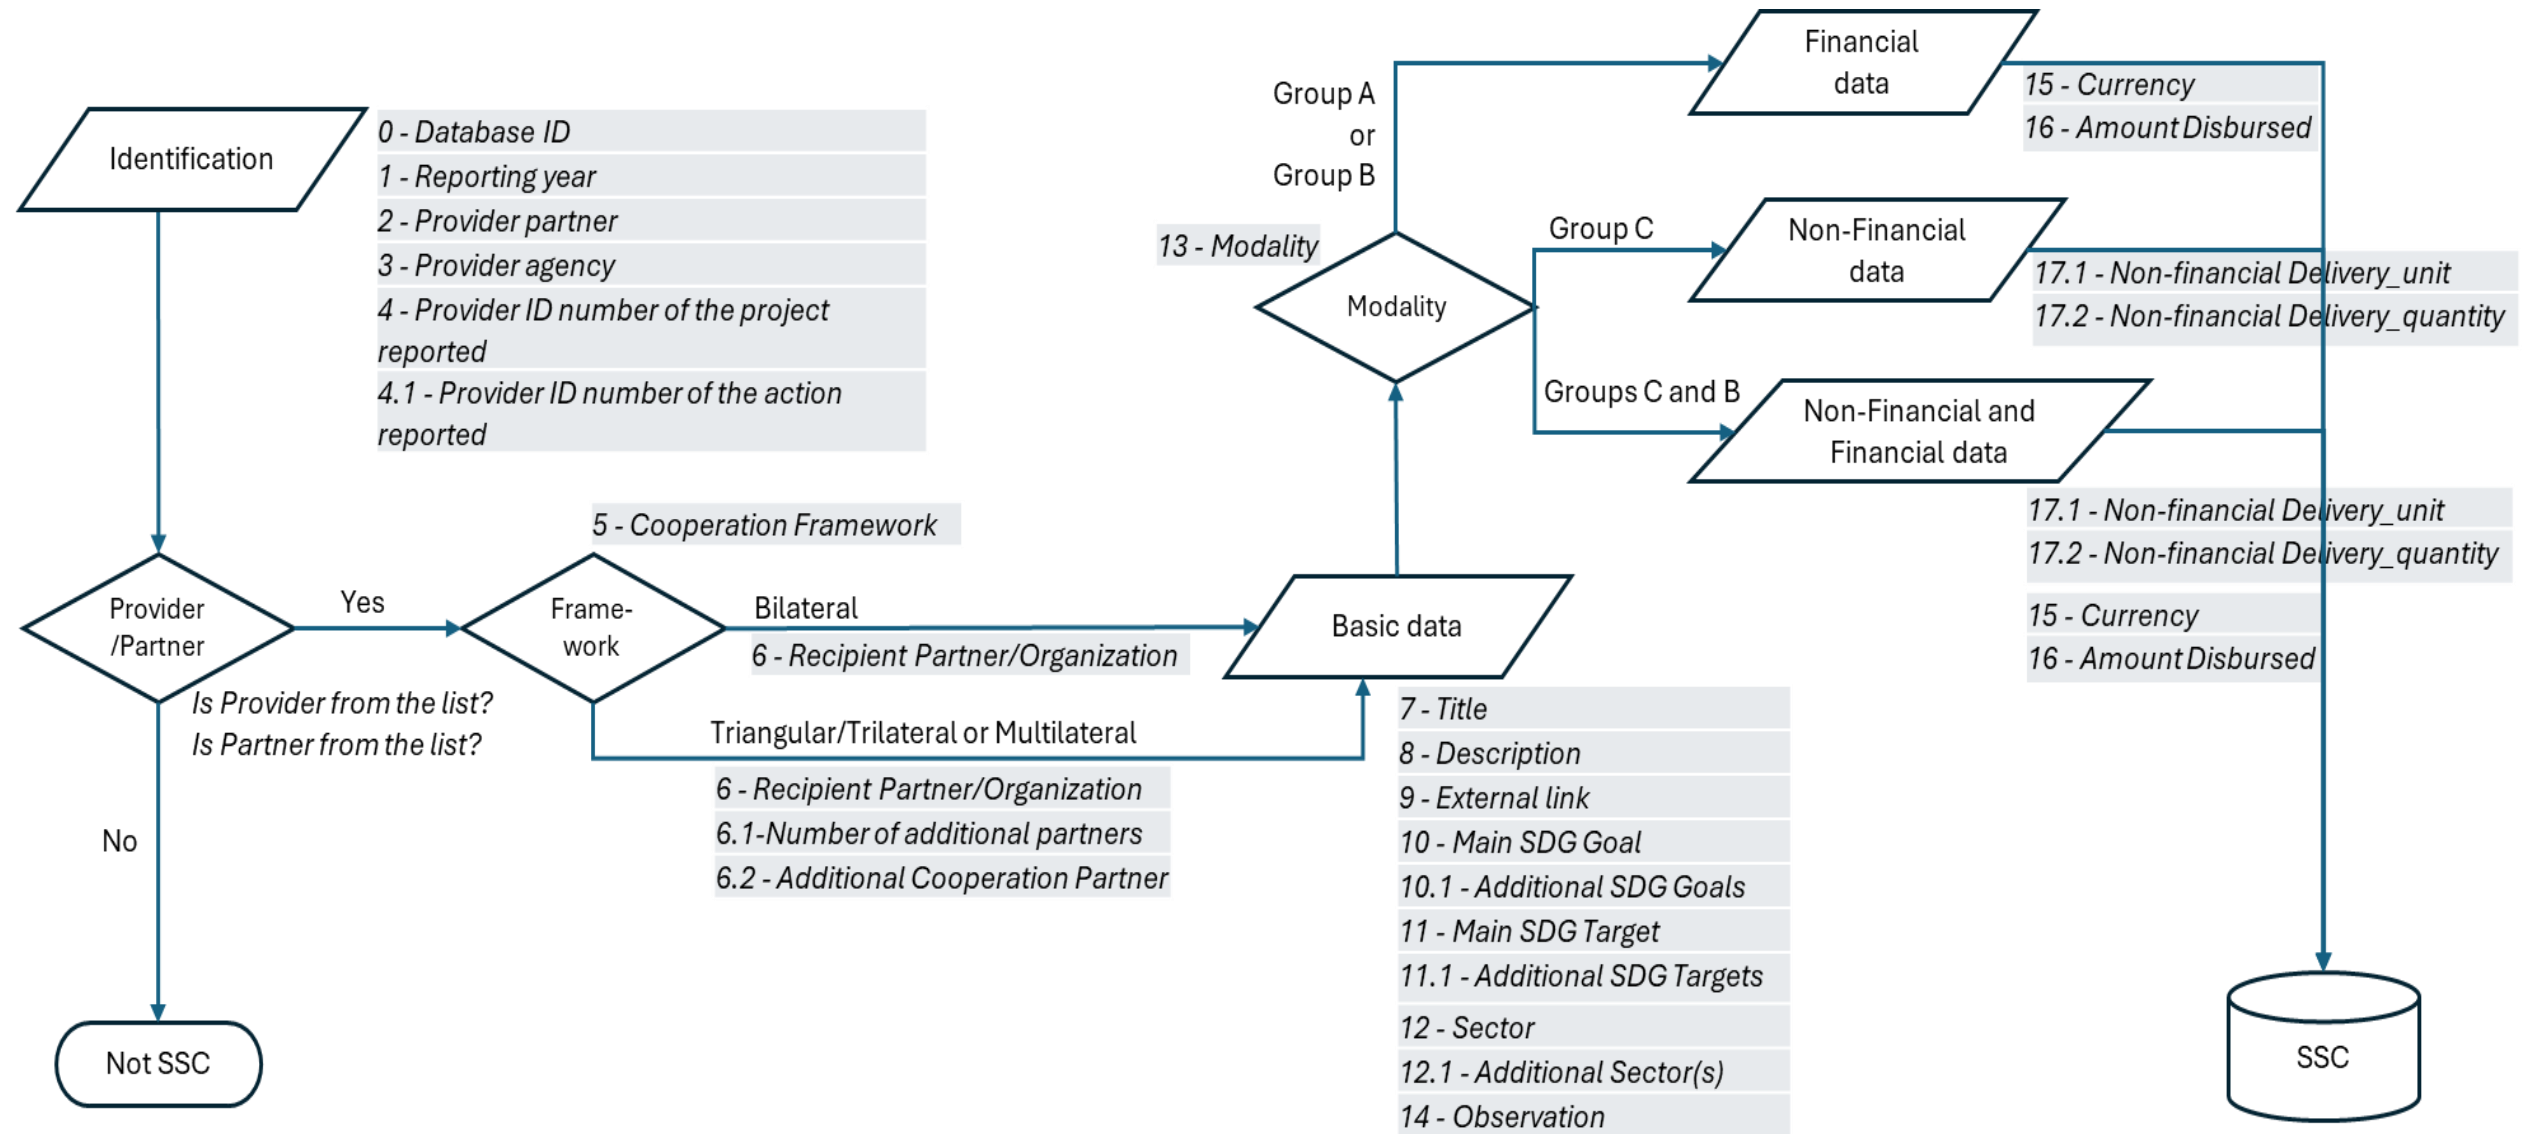 Identification
0 - Database ID
1 - Reporting year
2 - Provider partner
3 - Provider agency
4 - Provider ID number of the project
reported
4.1 - Provider ID number of the action
reported
Provider
/Partner
Is Provider from the list?
Is Partner from the list?
Yes
No
Not SSC
5 - Cooperation Framework
Frame-
work
Bilateral
6 - Recipient Partner/Organization
Triangular/Trilateral or Multilateral
6 - Recipient Partner/Organization
6.1-Number of additional partners
6.2 - Additional Cooperation Partner
Basic data
7 - Title
8 - Description
9 - External link
10 - Main SDG Goal
10.1 - Additional SDG Goals
11 - Main SDG Target
11.1 - Additional SDG Targets
12 - Sector
12.1 - Additional Sector(s)
14 - Observation
13 - Modality
Modality
Group A
or
Group B
Financial
data
15 - Currency
16 - Amount Disbursed
Group C
Non-Financial
data
17.1 - Non-financial Delivery_unit
17.2 - Non-financial Delivery_quantity
Groups C and B
Non-Financial and
Financial data
17.1 - Non-financial Delivery_unit
17.2 - Non-financial Delivery_quantity
15 - Currency
16 - Amount Disbursed
SSC